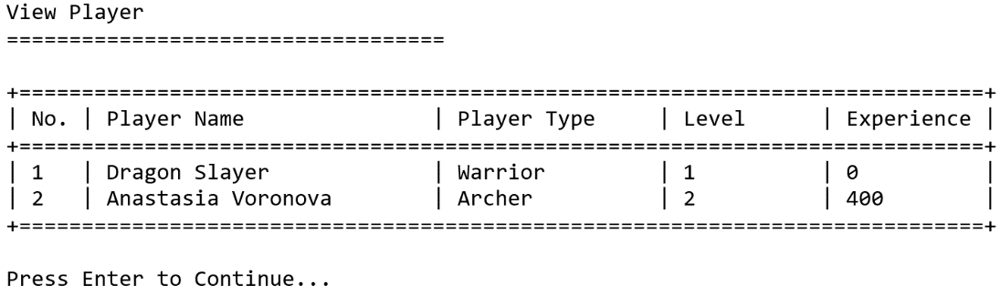 View Player
===================================
+=============================================================================+
| No. | Player Name               | Player Type     | Level      | Experience |
+=============================================================================+
| 1   | Dragon Slayer             | Warrior         | 1          | 0          |
| 2   | Anastasia Voronova        | Archer          | 2          | 400        |
+=============================================================================+
Press Enter to Continue...